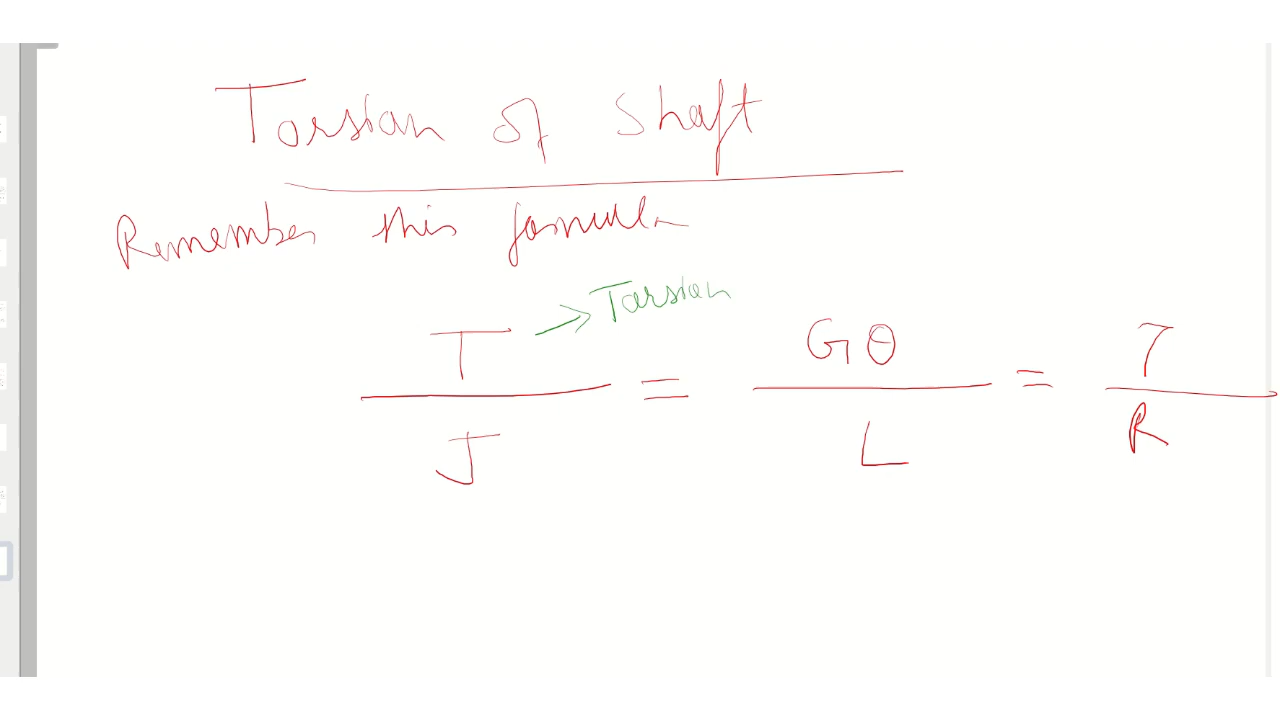 Torsion of Shaft
Remember this formula
T → Torsion
T/J = Gθ/L = τ/R